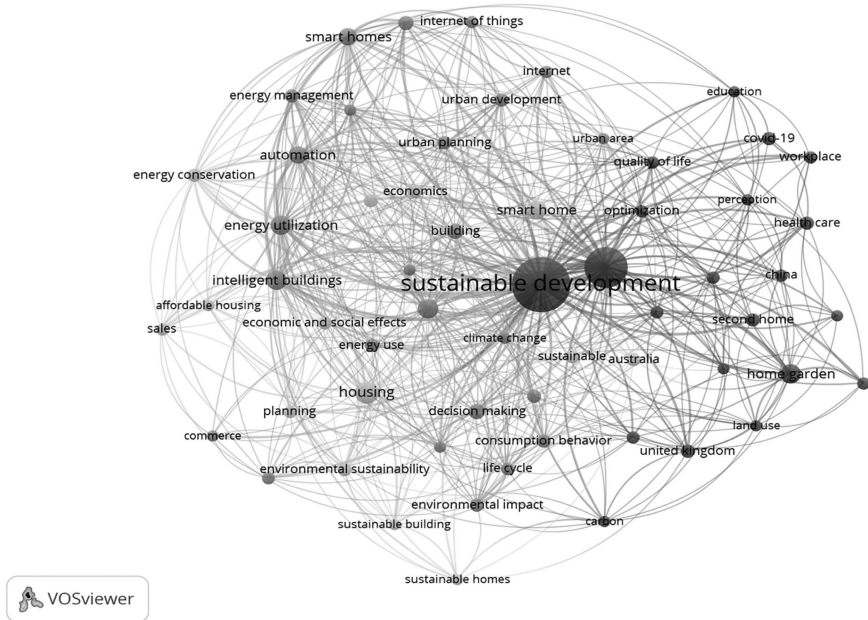 smart homes
internet of things
internet
energy management
urban development
education
urban planning
urban area
covid-19
automation
workplace
quality of life
energy conservation
economics
perception
smart home
optimization
energy utilization
building
health care
intelligent buildings
sustainable development
china
affordable housing
sales
economic and social effects
second home
climate change
energy use
sustainable
australia
home garden
housing
planning
decision making
land use
commerce
consumption behavior
united kingdom
environmental sustainability
life cycle
environmental impact
sustainable building
carbon
sustainable homes
VOSviewer